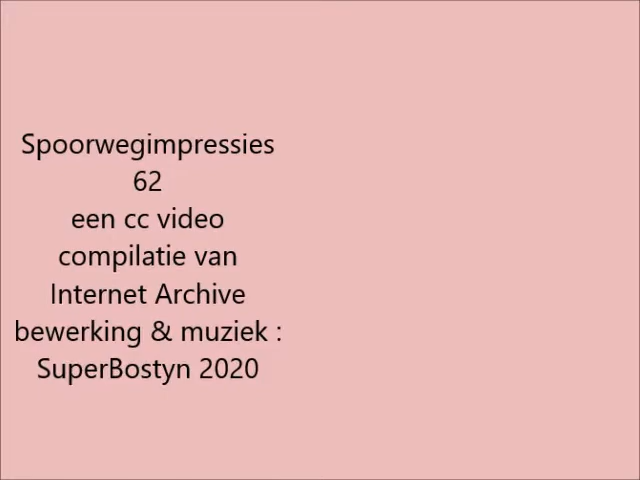 Spoorwegimpressies
62
een cc video
compilatie van
Internet Archive
bewerking & muziek :
SuperBostyn 2020